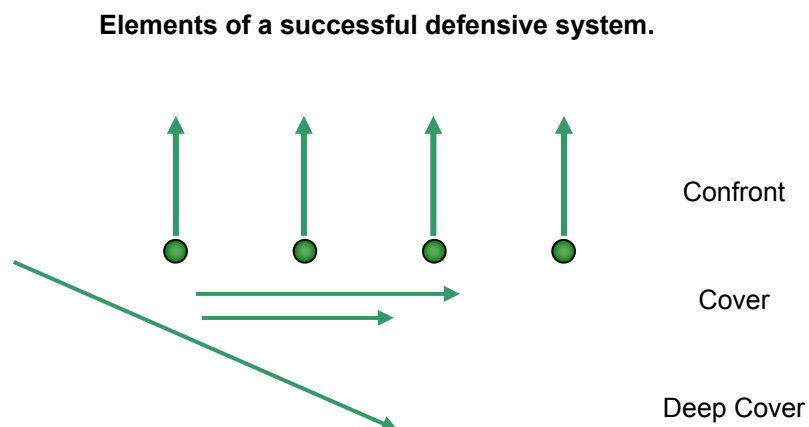 Elements of a successful defensive system.
Confront
Cover
Deep Cover